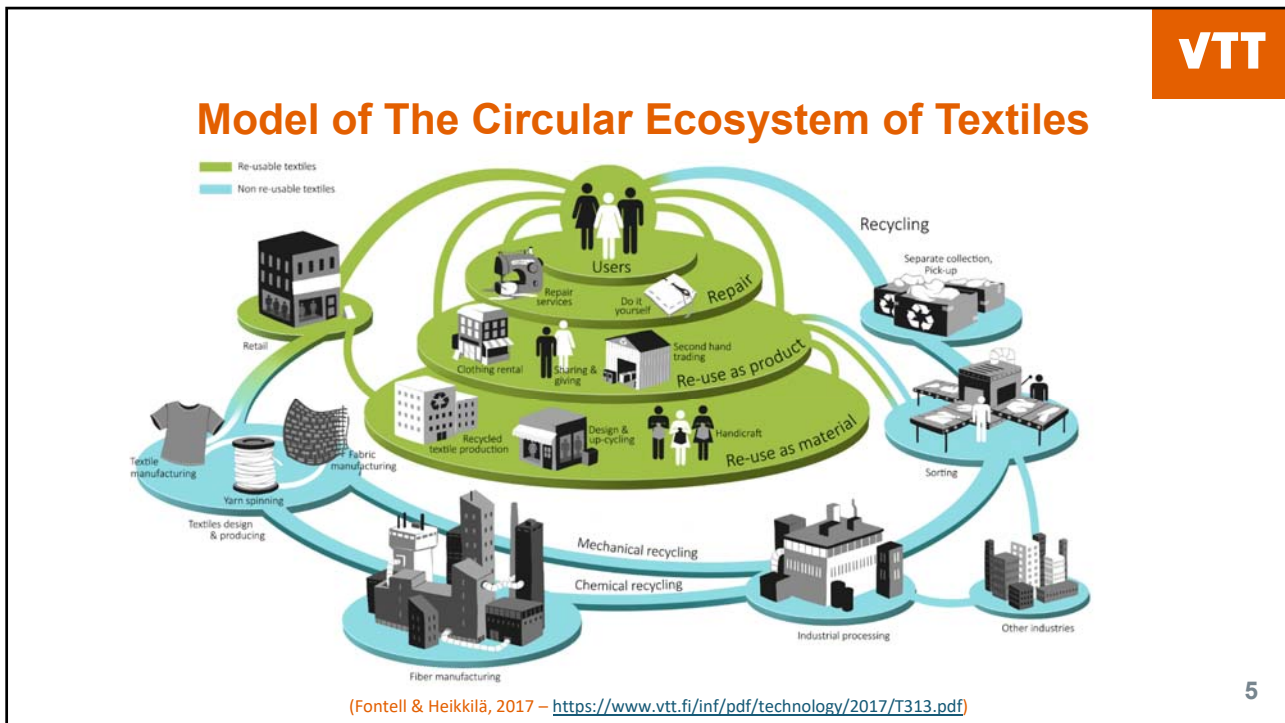 VTT
Model of The Circular Ecosystem of Textiles
Re-usable textiles
Non re-usable textiles
Users
Repair
services
Do it
yourself
Repair
Recycling
Separate collection,
Pick-up
Retail
Clothing rental
Sharing &
giving
Second hand
trading
Re-use as product
Recycled
textile production
Design &
up-cycling
Handicraft
Re-use as material
Sorting
Textile
manufacturing
Fabric
manufacturing
Yarn spinning
Textiles design
& producing
Mechanical recycling
Chemical recycling
Fiber manufacturing
Industrial processing
Other industries
(Fontell & Heikkilä, 2017 – https://www.vtt.fi/inf/pdf/technology/2017/T313.pdf)
5